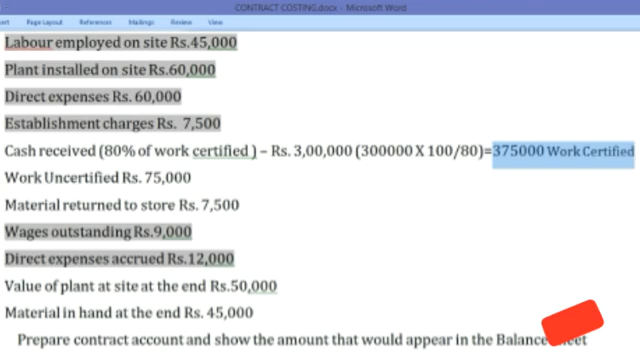 CONTRACT COSTING.docx - Microsoft Word
Page Layout References Mailings Review View
Labour employed on site Rs.45,000
Plant installed on site Rs.60,000
Direct expenses Rs. 60,000
Establishment charges Rs. 7,500
Cash received (80% of work certified ) – Rs. 3,00,000 (300000 X 100/80)=375000 Work Certified
Work Uncertified Rs. 75,000
Material returned to store Rs. 7,500
Wages outstanding Rs.9,000
Direct expenses accrued Rs.12,000
Value of plant at site at the end Rs.50,000
Material in hand at the end Rs. 45,000
Prepare contract account and show the amount that would appear in the Balance